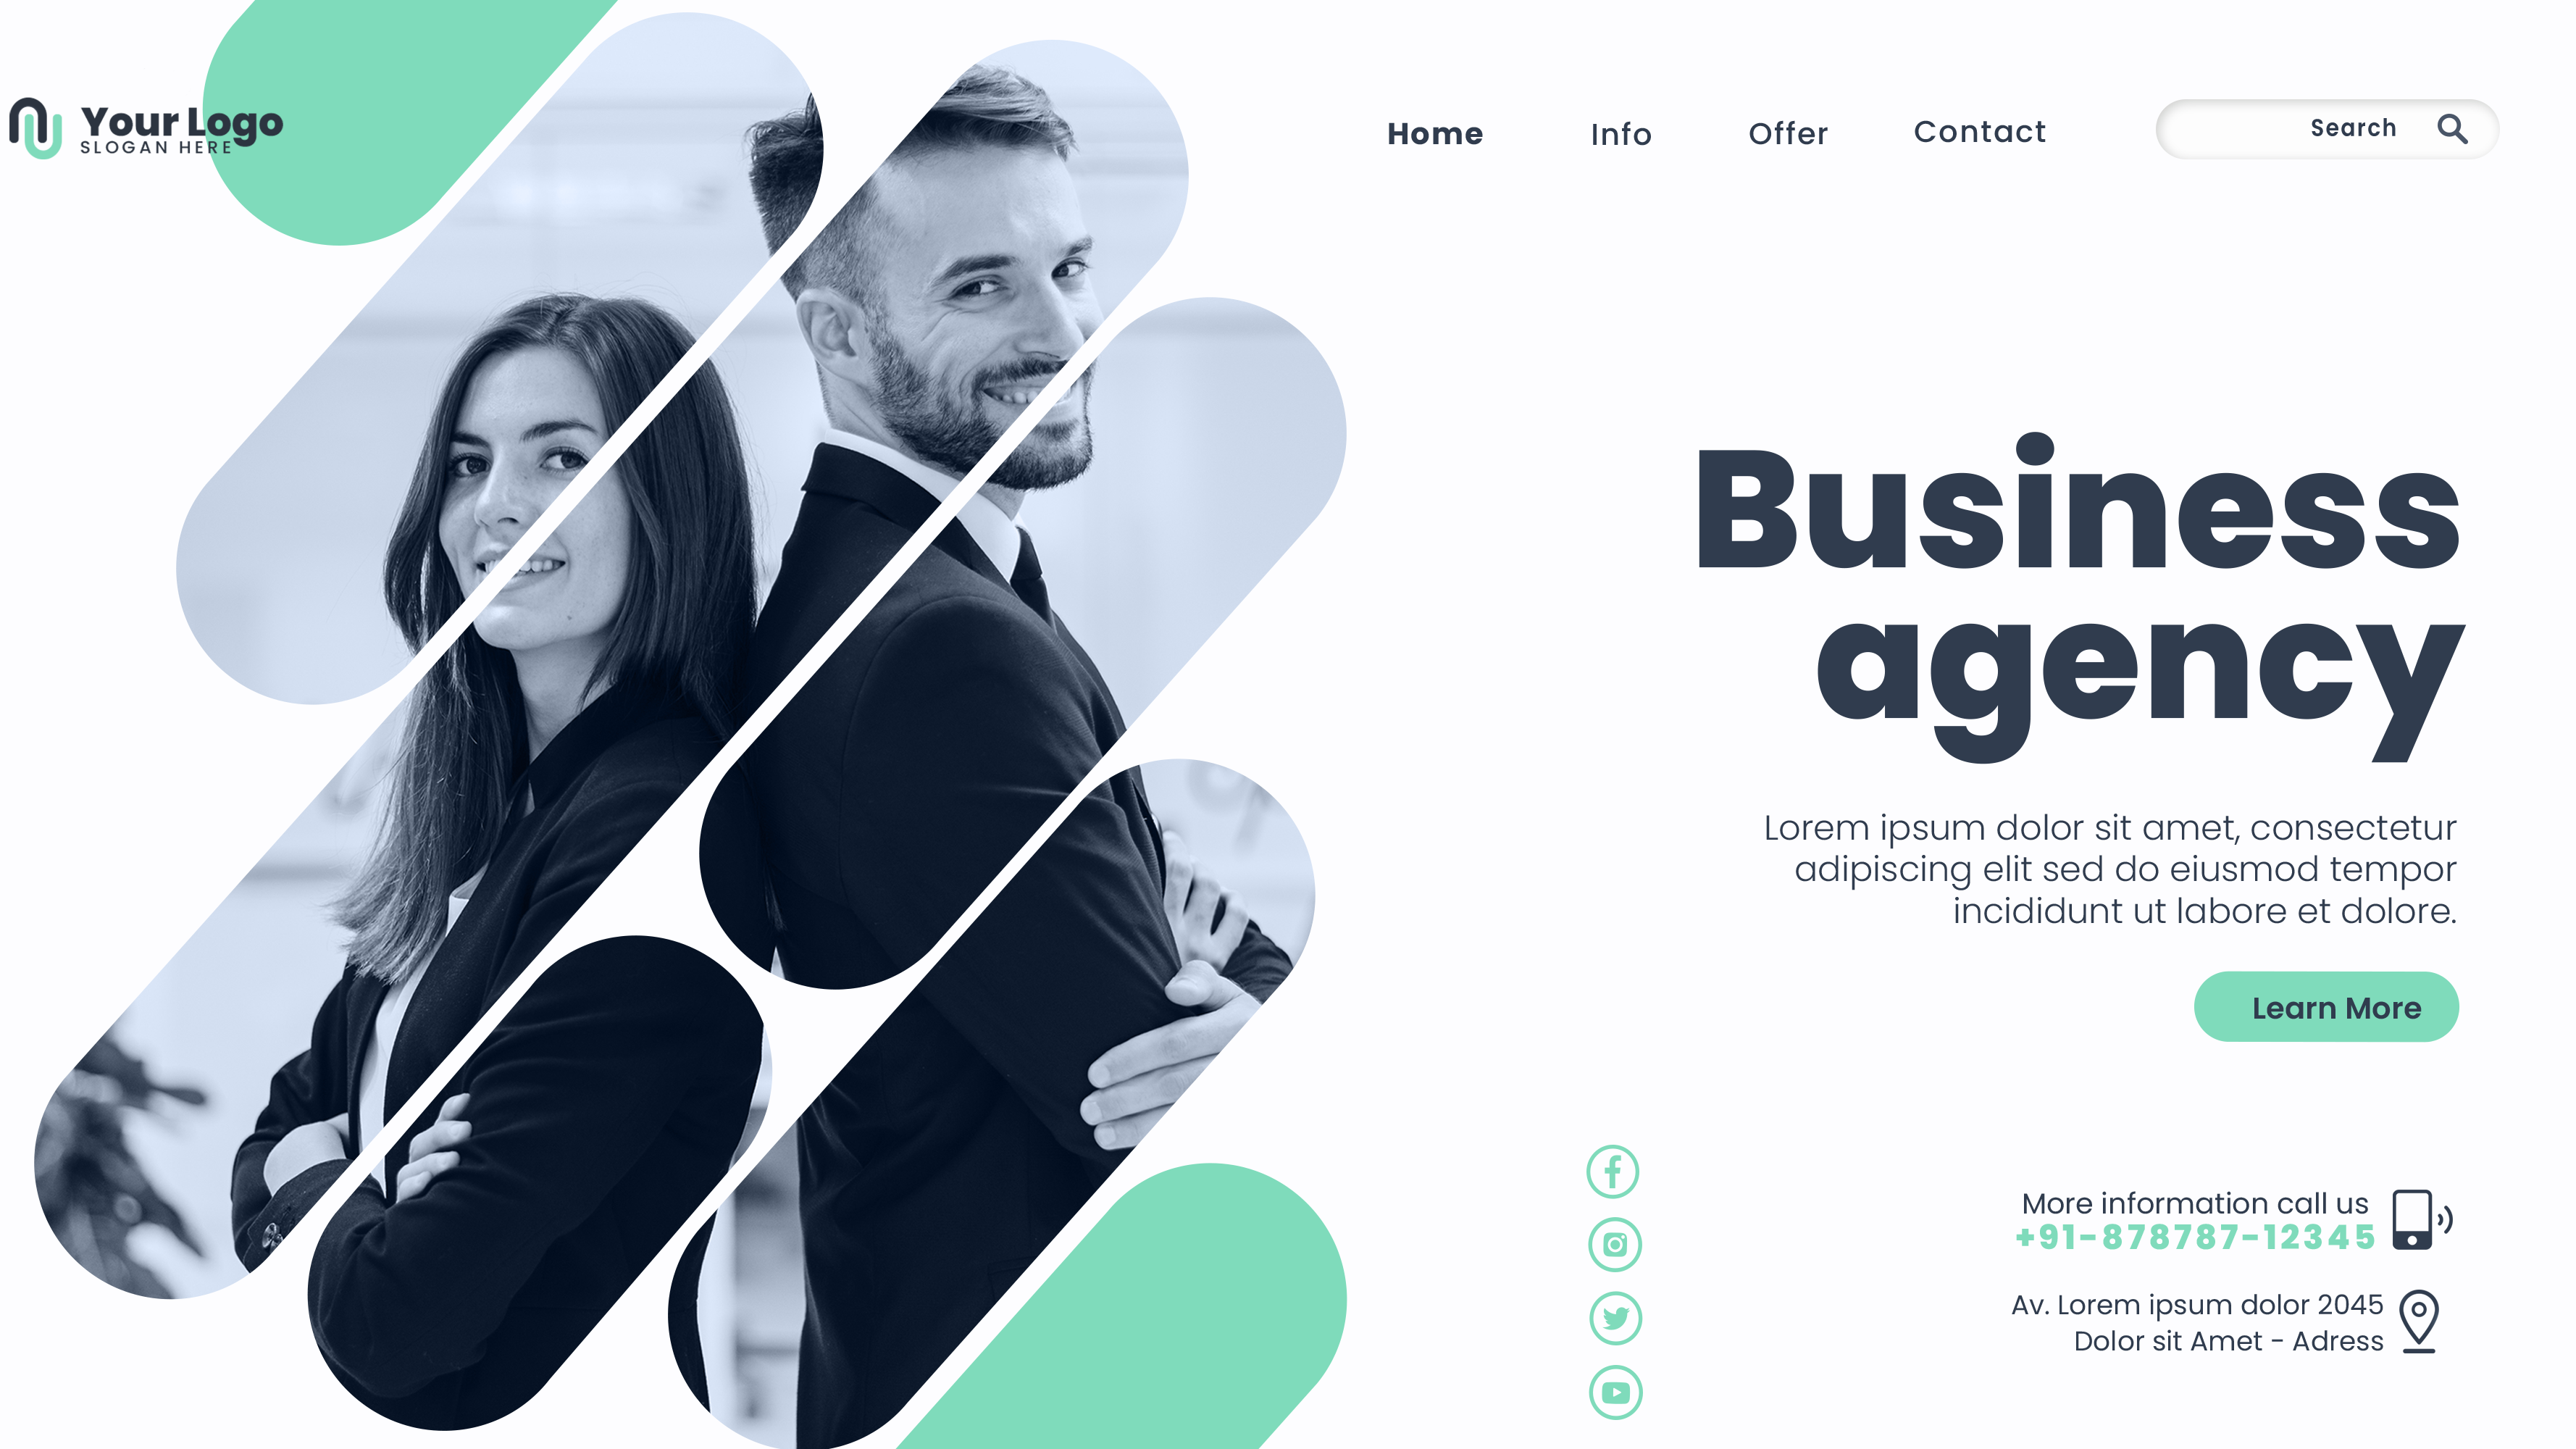 Your Logo
SLOGAN HERE
Home
Info
Offer
Contact
Search
Business
agency
Lorem ipsum dolor sit amet, consectetur
adipiscing elit sed do eiusmod tempor
incididunt ut labore et dolore.
Learn More
More information call us
+91-878787-12345
Av. Lorem ipsum dolor 2045
Dolor sit Amet - Adress